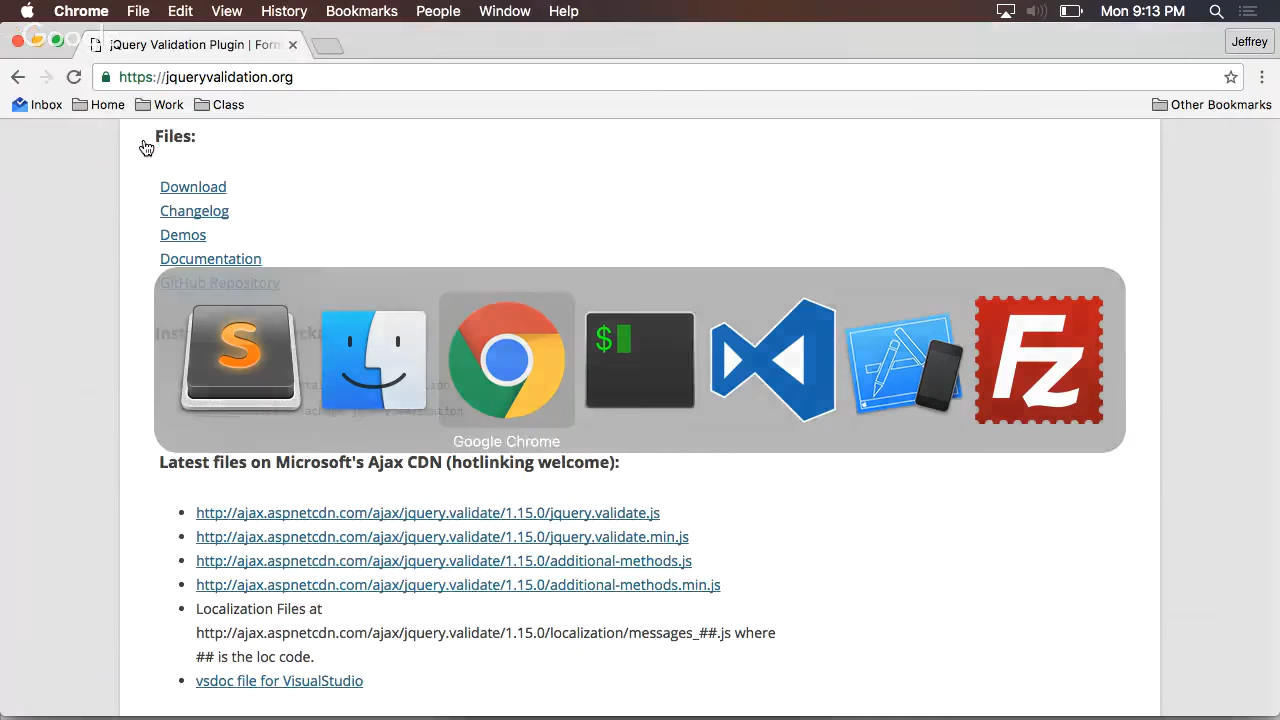 Chrome File Edit View History Bookmarks People Window Help Mon 9:13 PM
Google
jQuery Validation Plugin | Form
Jeffrey
https://jqueryvalidation.org
Inbox Home Work Class Other Bookmarks
Files:
Download
Changelog
Demos
Documentation
GitHub Repository
S
$
Fz
Google Chrome
Latest files on Microsoft's Ajax CDN (hotlinking welcome):
http://ajax.aspnetcdn.com/ajax/jquery.validate/1.15.0/jquery.validate.js
http://ajax.aspnetcdn.com/ajax/jquery.validate/1.15.0/jquery.validate.min.js
http://ajax.aspnetcdn.com/ajax/jquery.validate/1.15.0/additional-methods.js
http://ajax.aspnetcdn.com/ajax/jquery.validate/1.15.0/additional-methods.min.js
Localization Files at
http://ajax.aspnetcdn.com/ajax/jquery.validate/1.15.0/localization/messages_##.js where
## is the loc code.
vsdoc file for VisualStudio